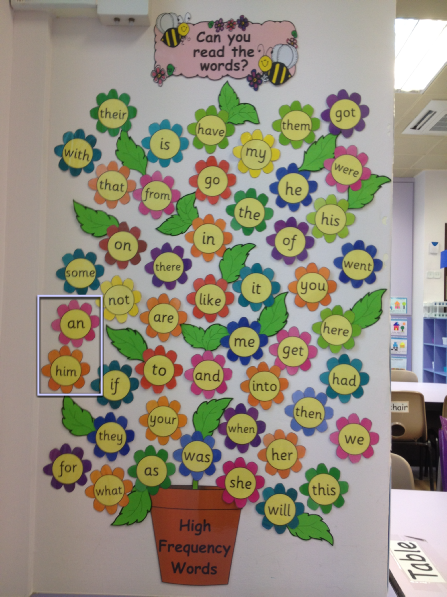 Can you
read the
words?
their
have
them
got
with
is
my
were
that
from
go
he
his
the
on
in
of
there
went
some
not
like
it
you
an
are
me
here
him
if
to
and
get
into
had
your
then
they
was
when
we
for
as
her
what
she
this
will
High
Frequency
Words
chair
Table